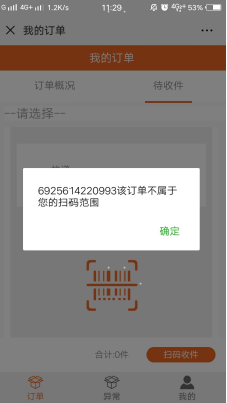 G 4G+ 1.2K/s 11:29 4G+ 53%
我的订单
我的订单
订单概况 待收件
--请选择--
6925614220993该订单不属于
您的扫码范围
确定
合计:0件 扫码收件
订单 异常 我的